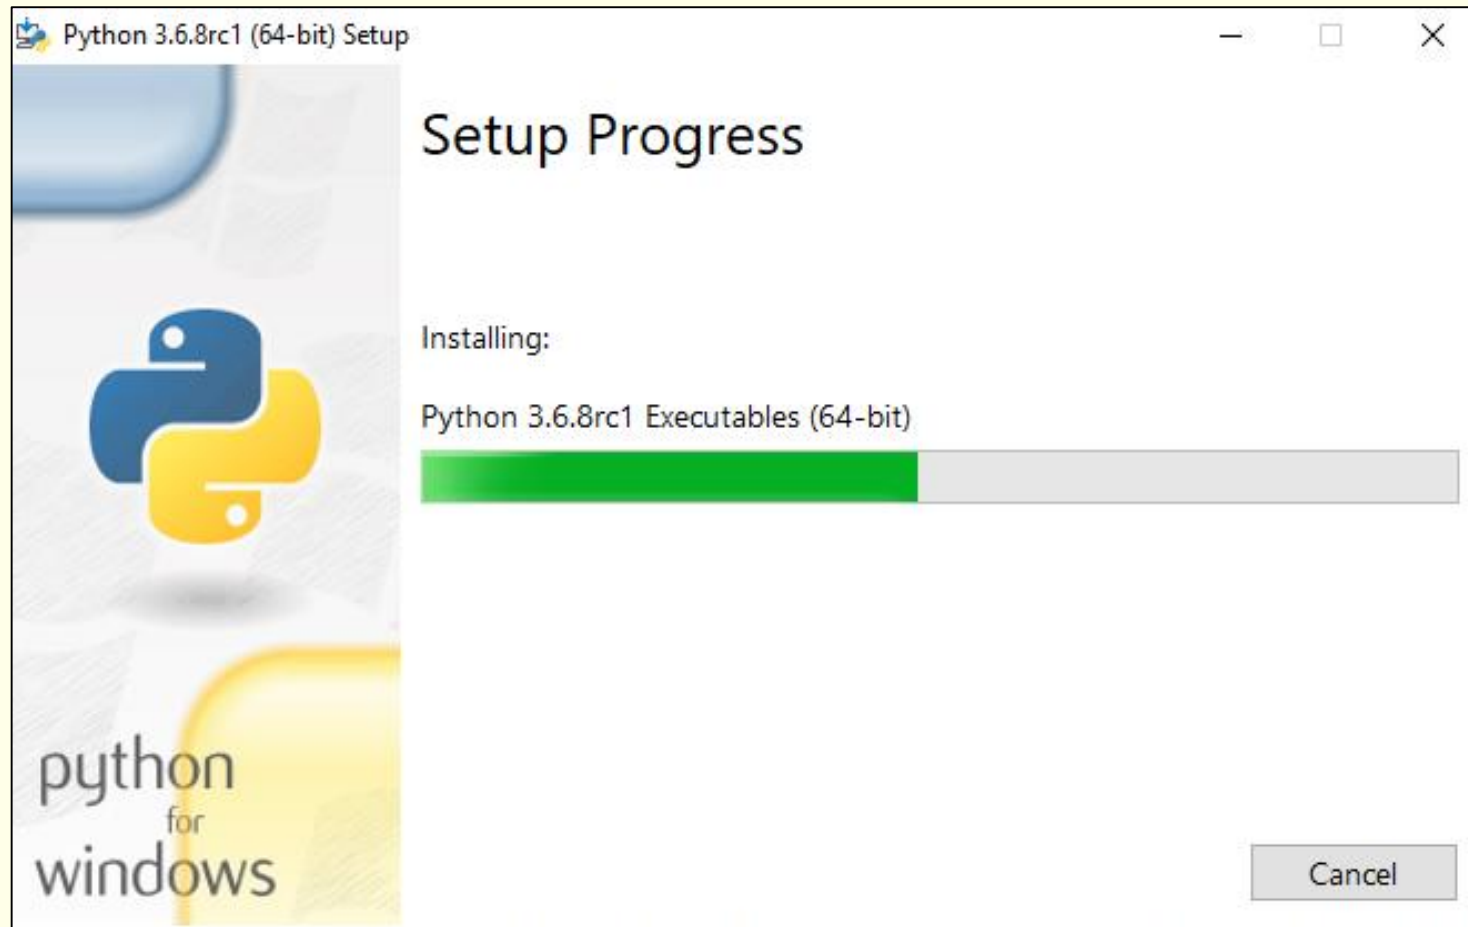 Python 3.6.8rc1 (64-bit) Setup
Setup Progress
Installing:
Python 3.6.8rc1 Executables (64-bit)
python
for
windows
Cancel